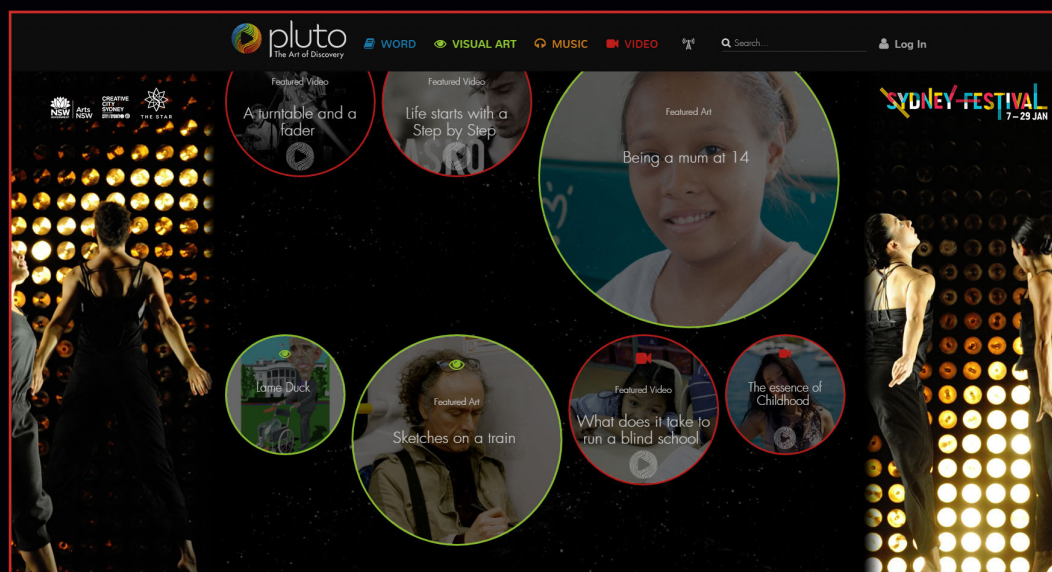 pluto
The Art of Discovery
WORD
VISUAL ART
MUSIC
VIDEO
Search...
Log In
NSW
Arts
NSW
CREATIVE
CITY
SYDNEY
THE STAR
SYDNEY FESTIVAL
7 – 29 JAN
Featured Video
A turntable and a
fader
Featured Video
Life starts with a
Step by Step
Featured Art
Being a mum at 14
Lame Duck
Featured Art
Sketches on a train
Featured Video
What does it take to
run a blind school
The essence of
Childhood